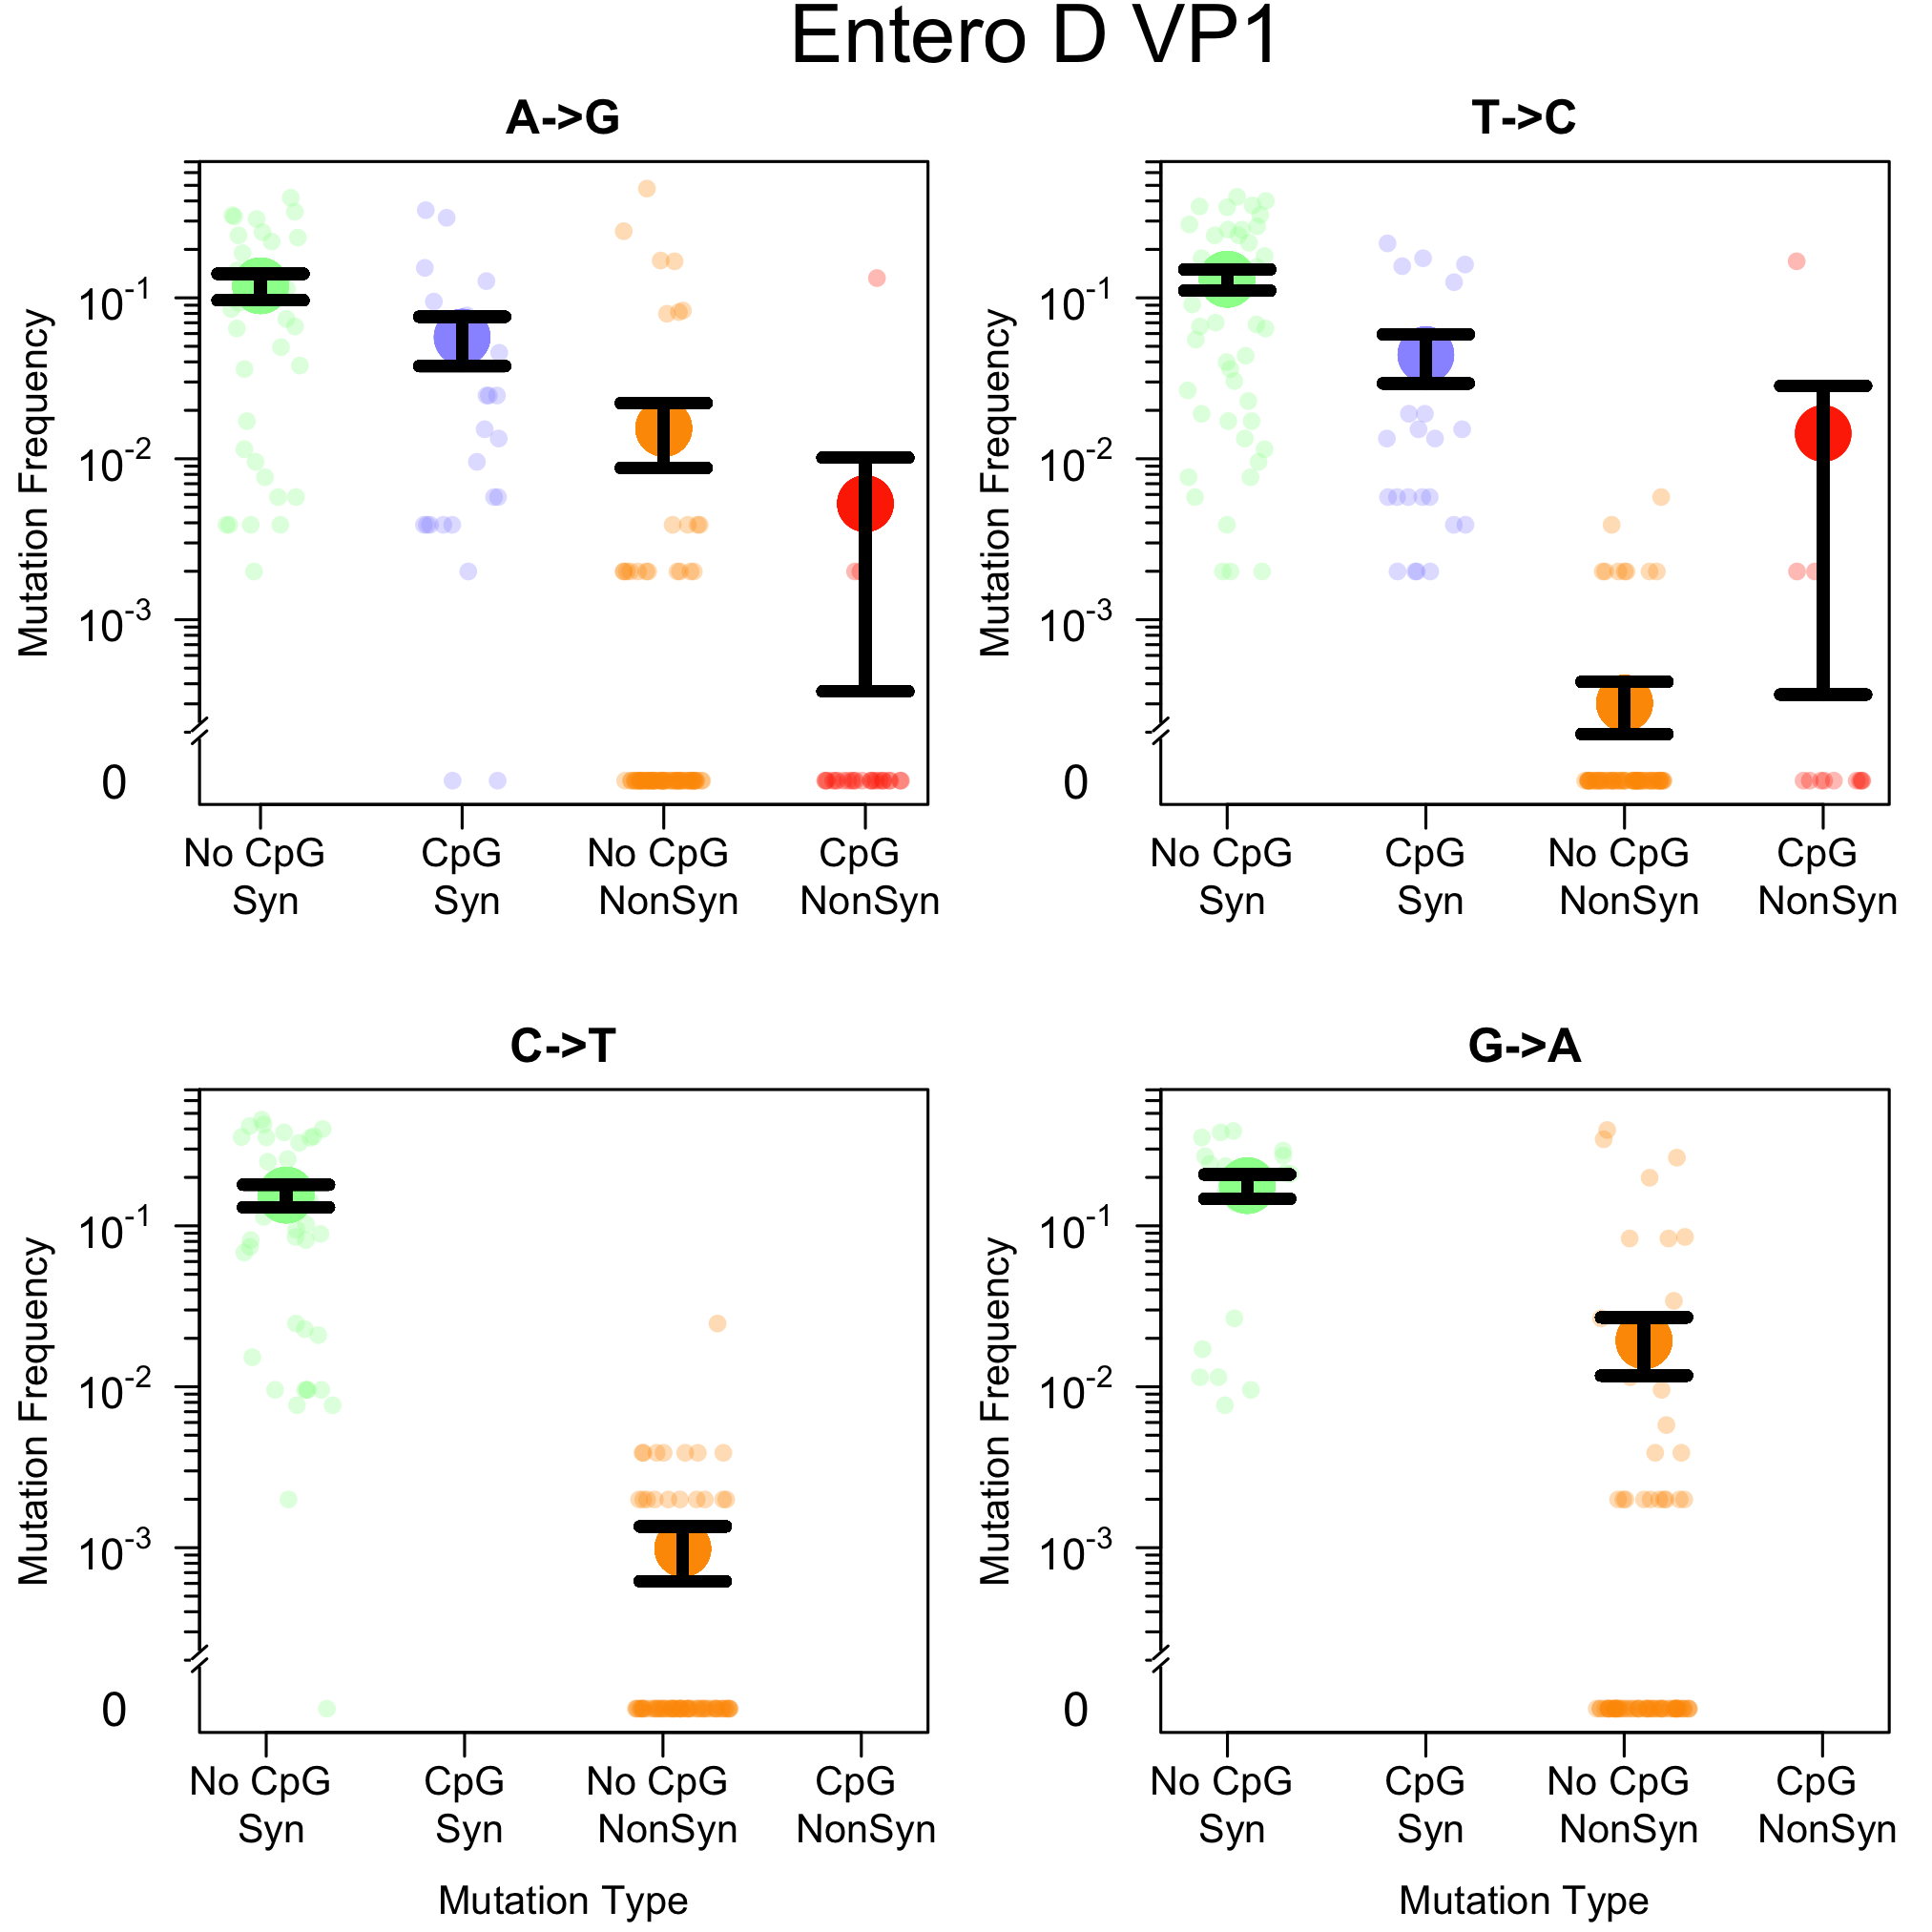 Entero D VP1
A->G
Mutation Frequency
10-1
10-2
10-3
0
No CpG CpG No CpG CpG
Syn Syn NonSyn NonSyn
T->C
Mutation Frequency
10-1
10-2
10-3
0
No CpG CpG No CpG CpG
Syn Syn NonSyn NonSyn
C->T
Mutation Frequency
10-1
10-2
10-3
0
No CpG CpG No CpG CpG
Syn Syn NonSyn NonSyn
Mutation Type
G->A
Mutation Frequency
10-1
10-2
10-3
0
No CpG CpG No CpG CpG
Syn Syn NonSyn NonSyn
Mutation Type